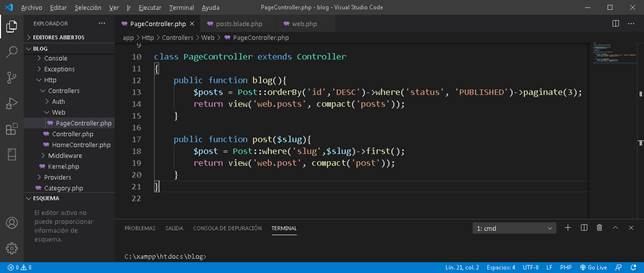 Archivo Editar Selección Ver Ir Ejecutar Terminal Ayuda PageController.php - blog - Visual Studio Code
EXPLORADOR ··· PageController.php × posts.blade.php web.php
EDITORES ABIERTOS app > Http > Controllers > Web > PageController.php
BLOG 9
Console 10 class PageController extends Controller
Exceptions 11 {
Http 12 public function blog(){
Controllers 13 $posts = Post::orderBy('id','DESC')->where('status', 'PUBLISHED')->paginate(3);
Auth 14 return view('web.posts', compact('posts'));
Web 15 }
PageController.php 16
Controller.php 17 public function post($slug){
HomeController.php 18 $post = Post::where('slug',$slug)->first();
Middleware 19 return view('web.post', compact('post'));
Kernel.php 20 }
Providers 21 }
Category.php 22
ESQUEMA
El editor activo no
puede proporcionar
información de
esquema.
PROBLEMAS SALIDA CONSOLA DE DEPURACIÓN TERMINAL 1: cmd
C:\xampp\htdocs\blog>
0 0 Lín. 21, col. 2 Espacios: 4 UTF-8 LF PHP Go Live